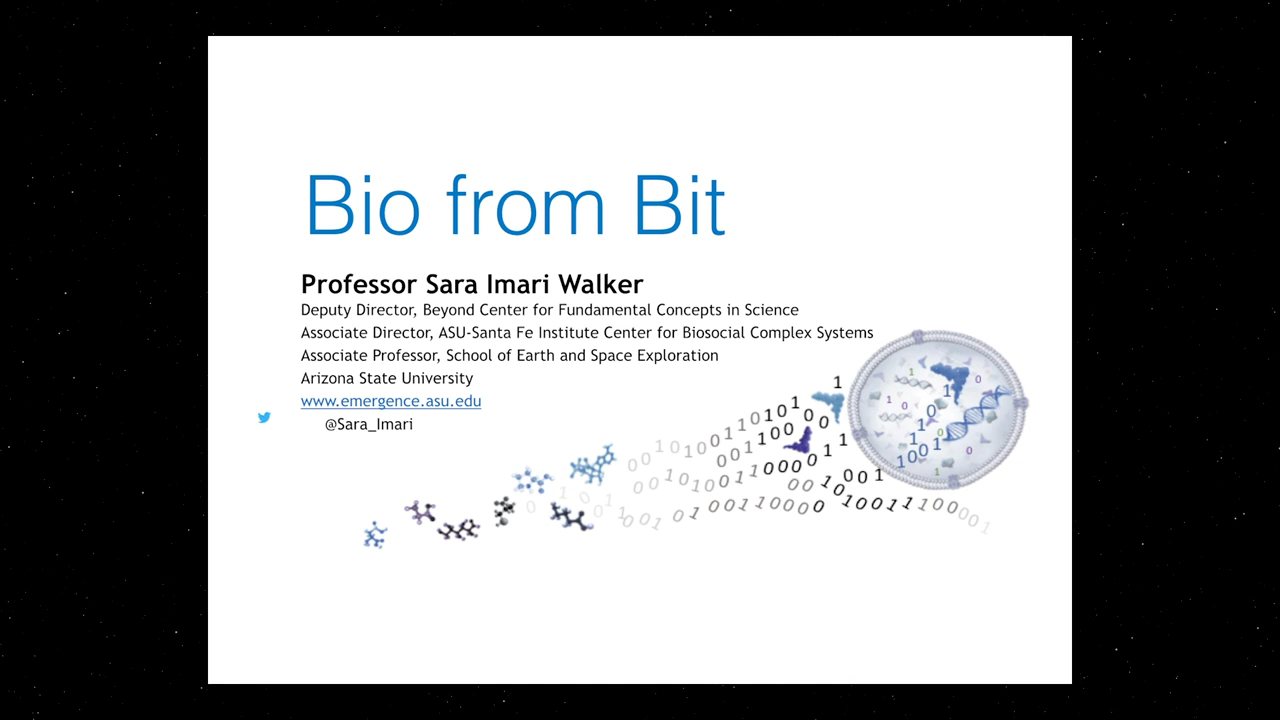 Bio from Bit
Professor Sara Imari Walker
Deputy Director, Beyond Center for Fundamental Concepts in Science
Associate Director, ASU-Santa Fe Institute Center for Biosocial Complex Systems
Associate Professor, School of Earth and Space Exploration
Arizona State University
www.emergence.asu.edu
@Sara_Imari